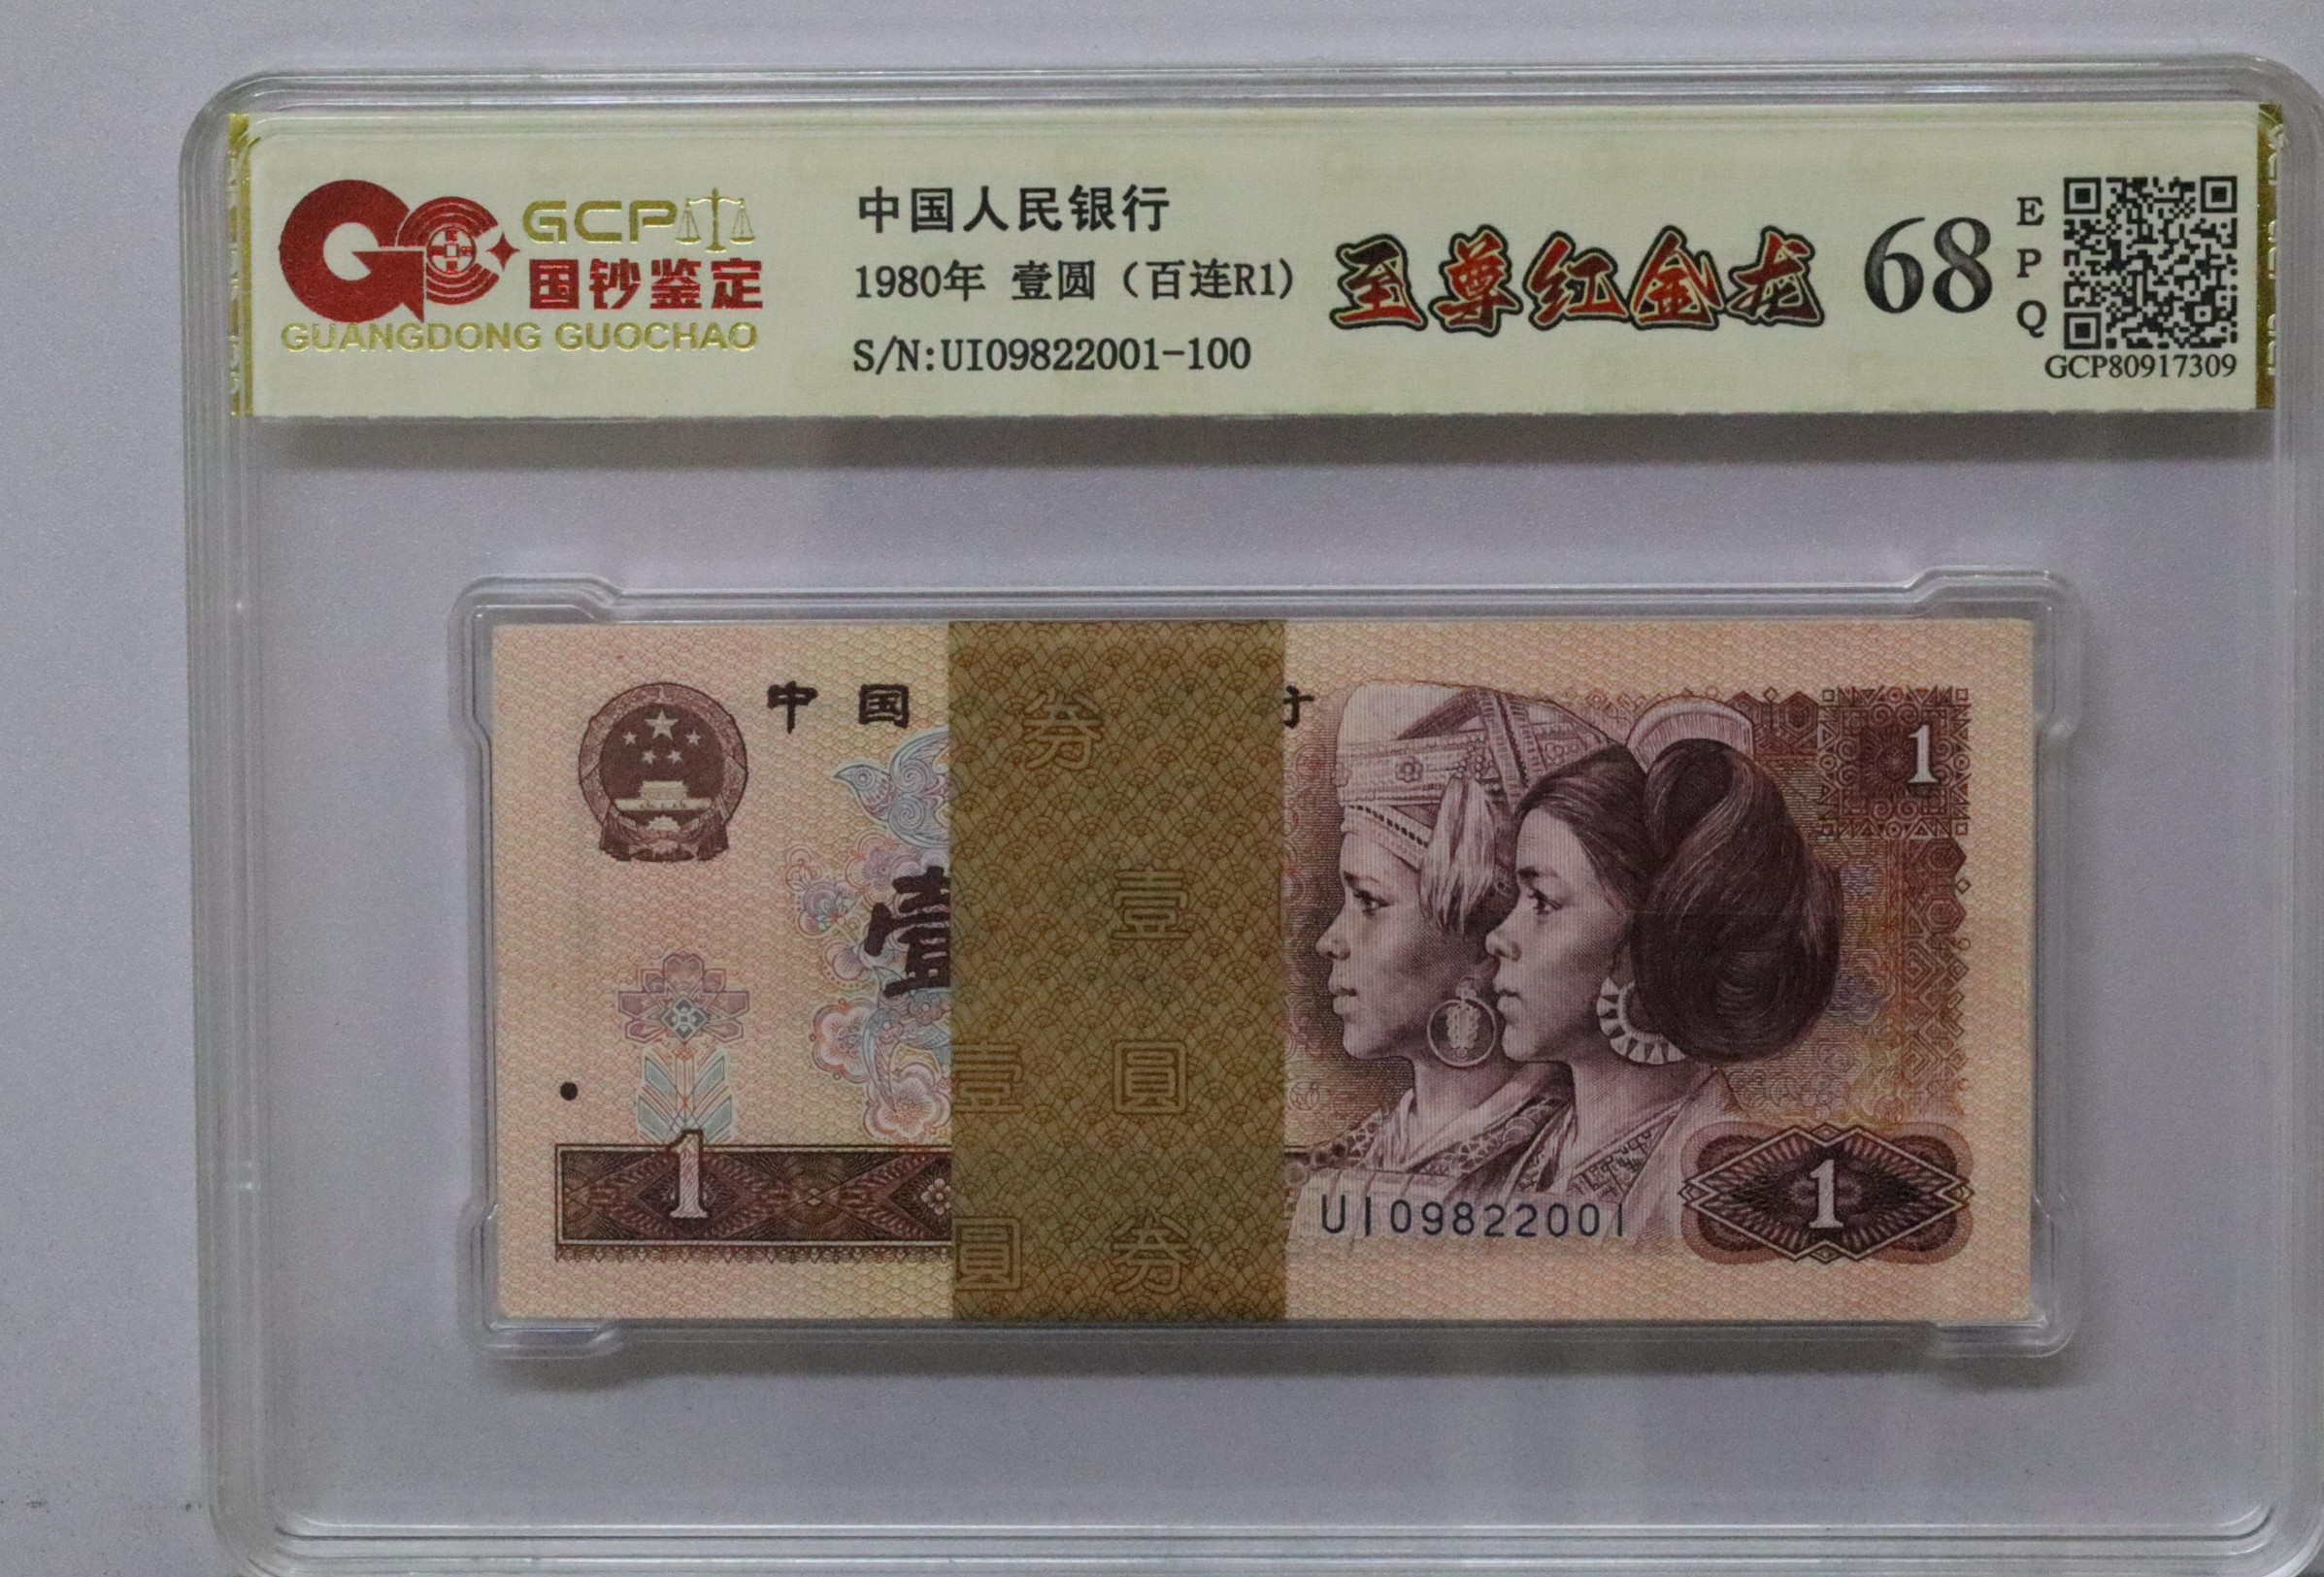 GCP
国钞鉴定
GUANGDONG GUOCHAO
中国人民银行
1980年 壹圆（百连R1）
S/N:UI09822001-100
至尊红金龙
68
EPQ
GCP80917309
中国
券
1
壹
壹
壹
圆
圆
券
1
UI09822001
1